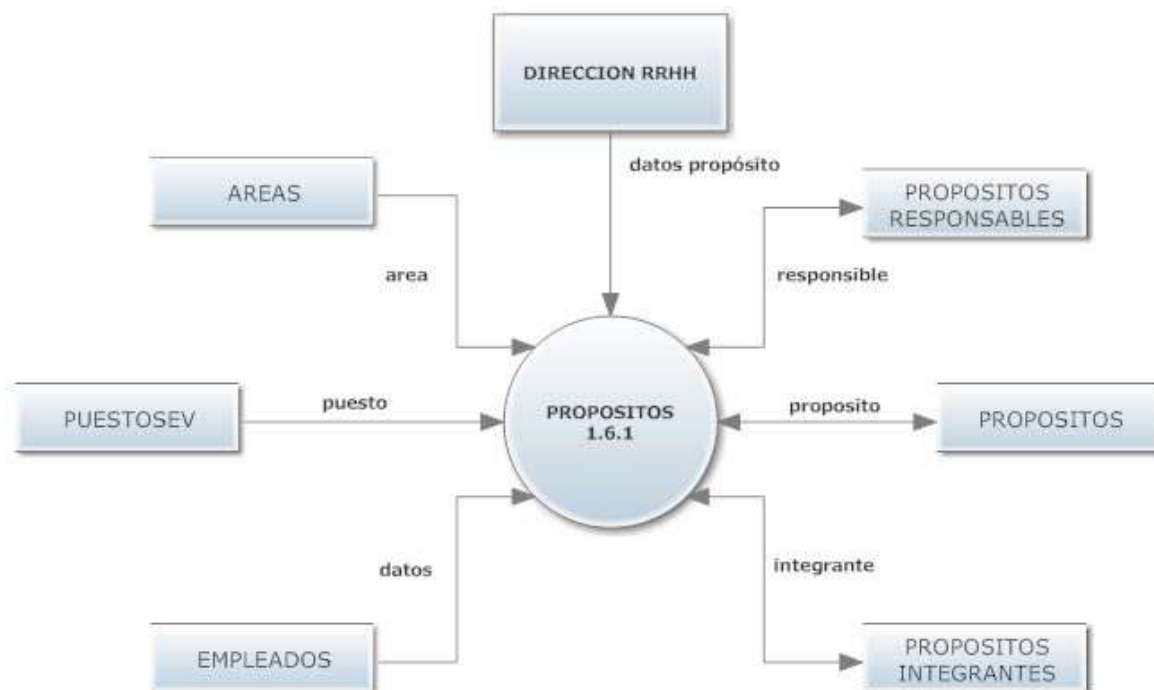 DIRECCION RRHH
datos propósito
AREAS
PROPOSITOS
RESPONSABLES
area
responsible
PUESTOSEV
puesto
PROPOSITOS
1.6.1
proposito
PROPOSITOS
datos
integrante
EMPLEADOS
PROPOSITOS
INTEGRANTES